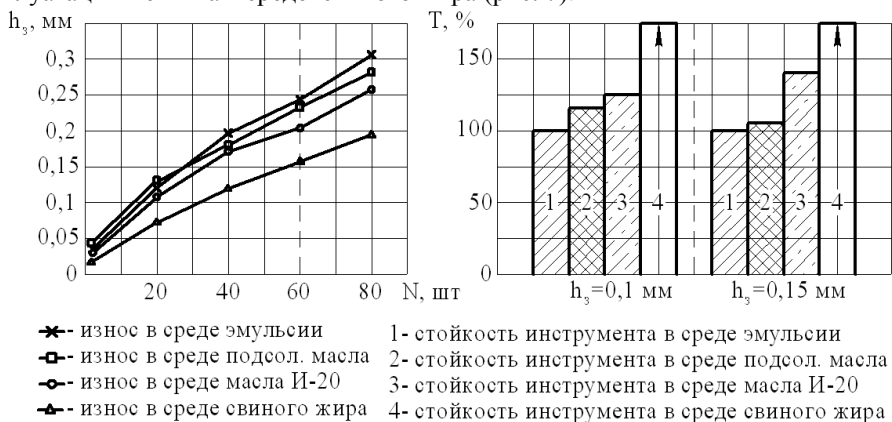 h₃, мм
0,3
0,25
0,2
0,15
0,1
0,05
0
20 40 60 80 N, шт
T, %
150
100
50
0
1 2 3 4 1 2 3 4
h₃=0,1 мм h₃=0,15 мм
- износ в среде эмульсии
- износ в среде подсол. масла
- износ в среде масла И-20
- износ в среде свиного жира
1- стойкость инструмента в среде эмульсии
2- стойкость инструмента в среде подсол. масла
3- стойкость инструмента в среде масла И-20
4- стойкость инструмента в среде свиного жира